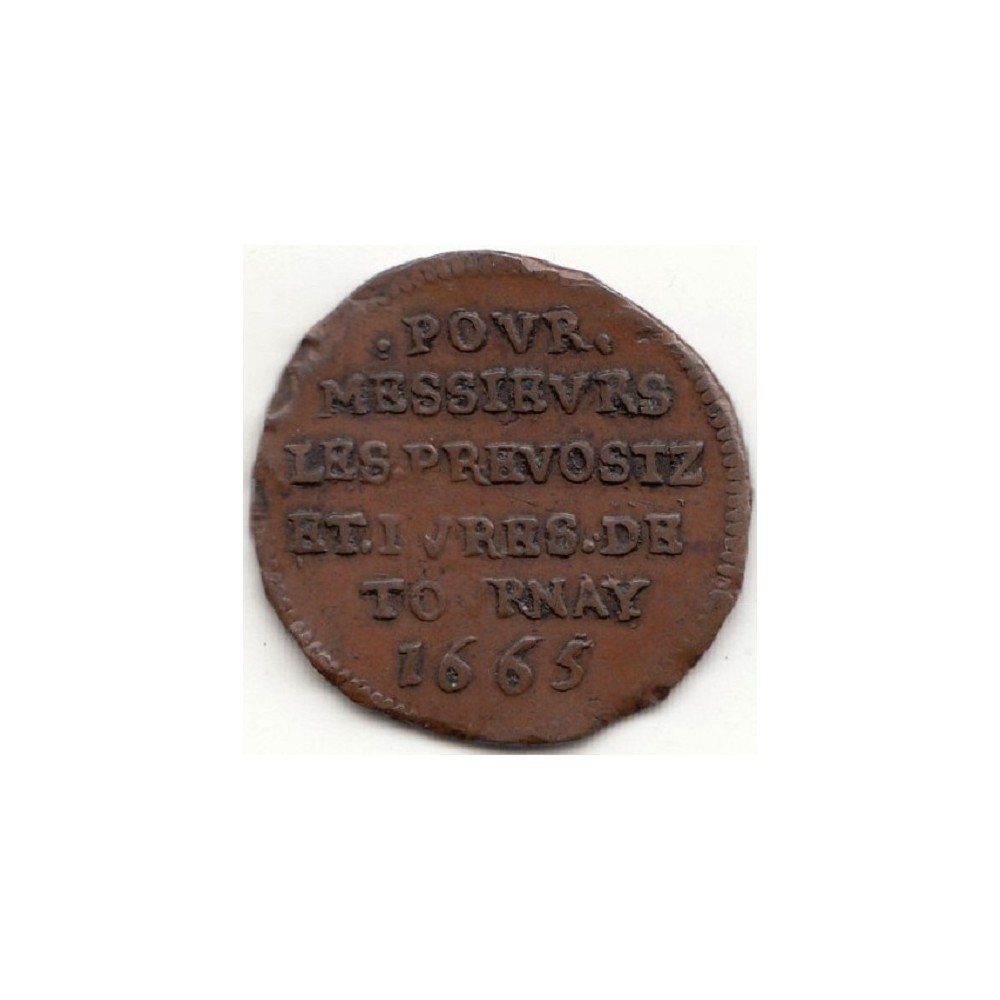 .POVR.
MESSIEVRS
LES.PREVOSTZ
ET.IVRES.DE
TO RNAY
1665